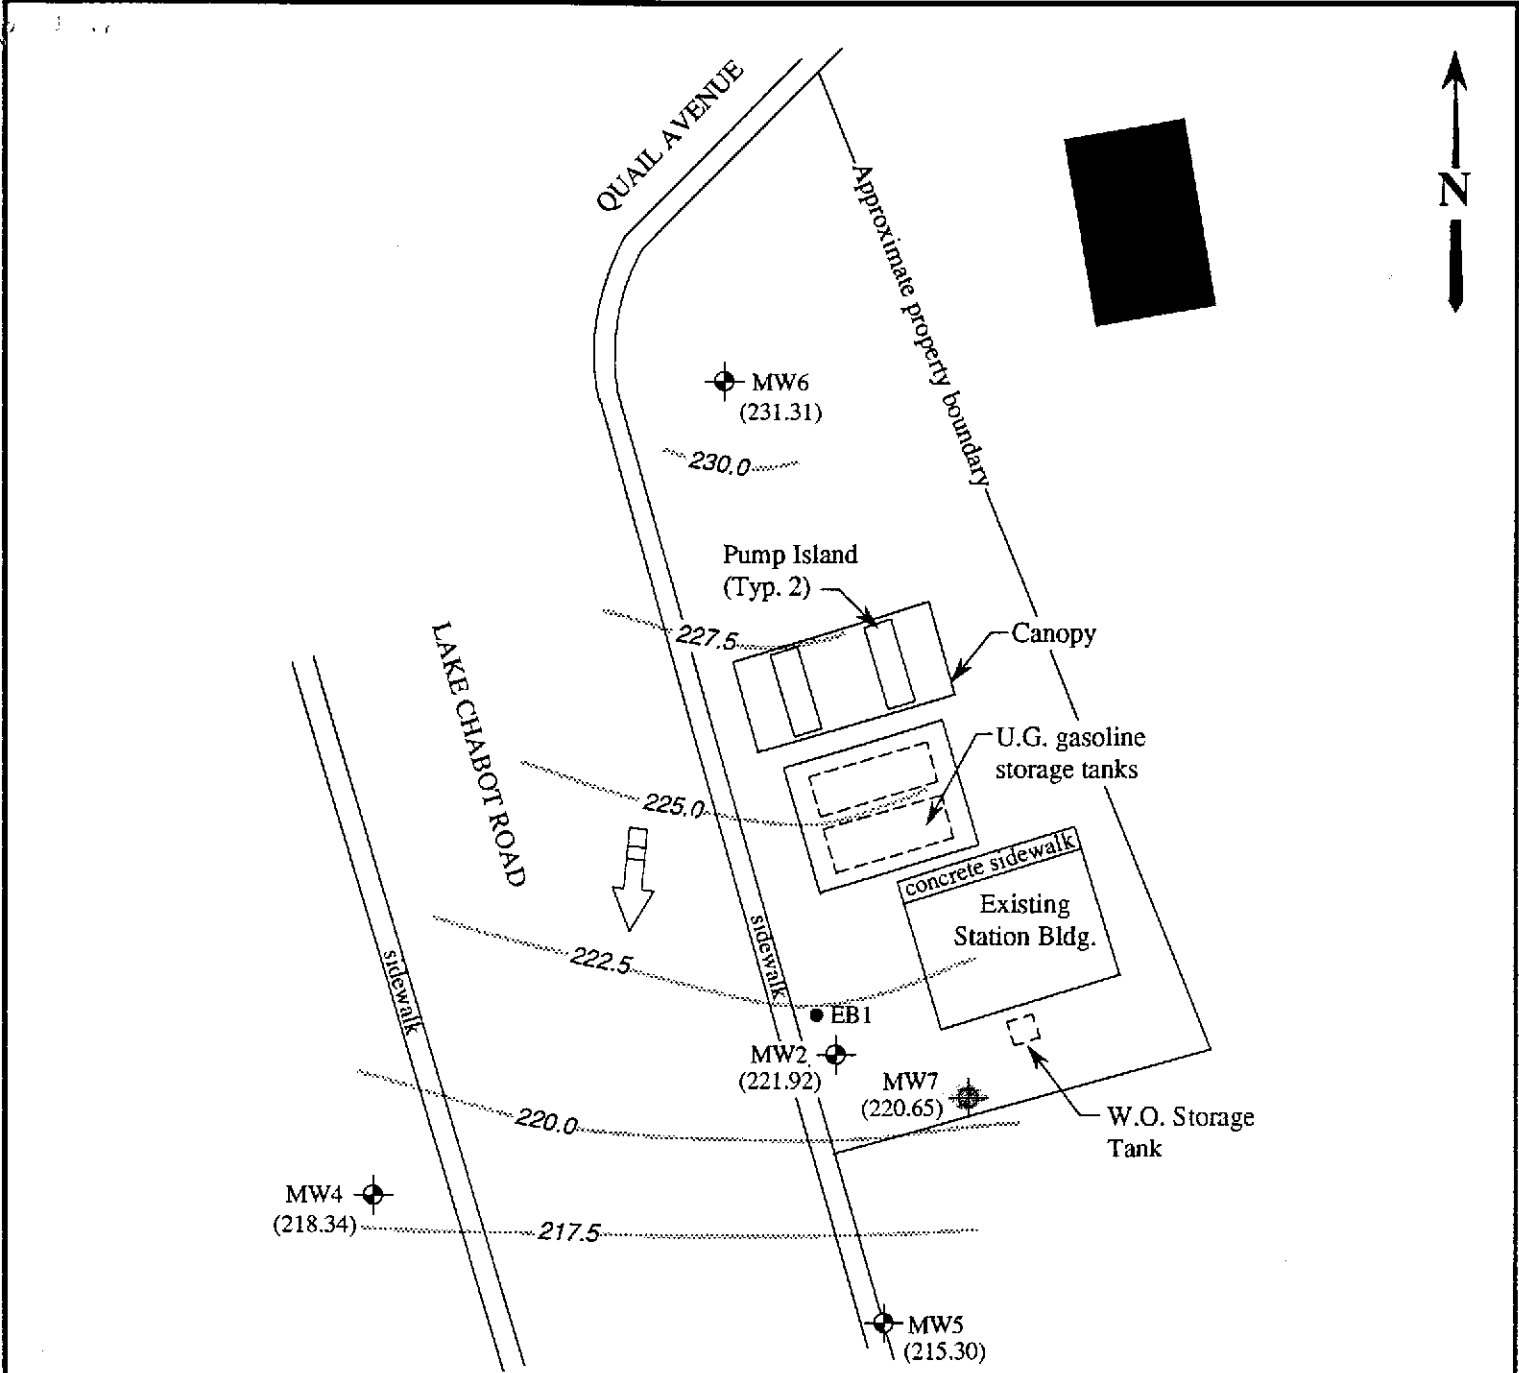 QUAIL AVENUE
Approximate property boundary
N
MW6
(231.31)
230.0
Pump Island
(Typ. 2)
227.5
Canopy
LAKE CHABOT ROAD
U.G. gasoline
storage tanks
225.0
concrete sidewalk
Existing
Station Bldg.
sidewalk
222.5
sidewalk
EB1
MW2
(221.92)
MW7
(220.65)
W.O. Storage
Tank
220.0
MW4
(218.34)
217.5
MW5
(215.30)